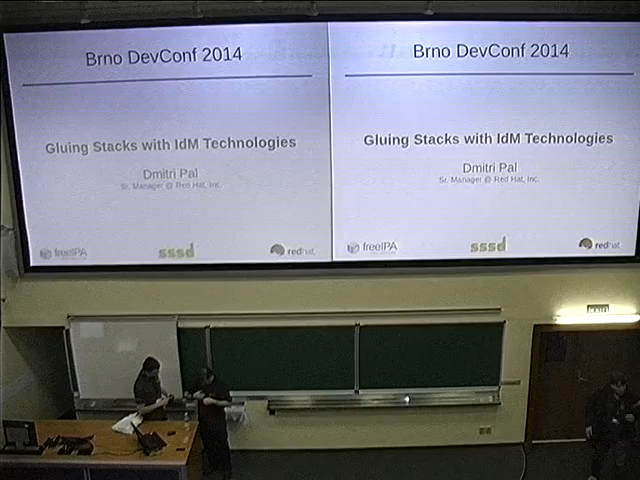 Brno DevConf 2014
Gluing Stacks with IdM Technologies
Dmitri Pal
Sr. Manager @ Red Hat, Inc.
freeIPA
sssd
redhat
Brno DevConf 2014
Gluing Stacks with IdM Technologies
Dmitri Pal
Sr. Manager @ Red Hat, Inc.
freeIPA
sssd
redhat